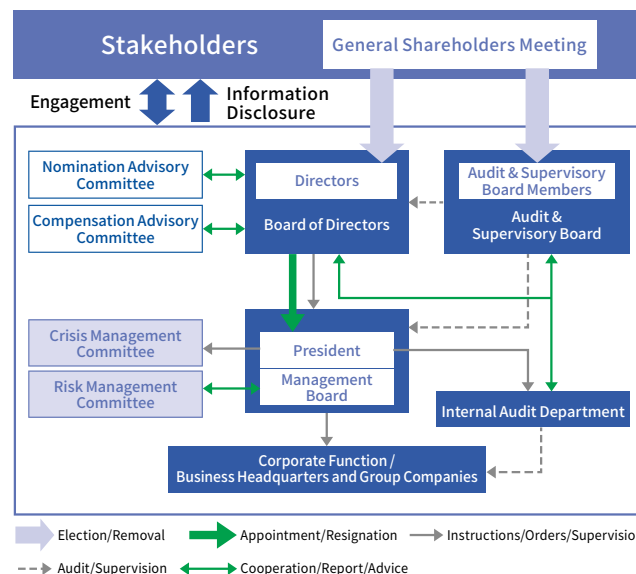 Stakeholders
General Shareholders Meeting
Engagement
Information
Disclosure
Nomination Advisory
Committee
Compensation Advisory
Committee
Directors
Board of Directors
Audit & Supervisory
Board Members
Audit &
Supervisory Board
Crisis Management
Committee
Risk Management
Committee
President
Management
Board
Internal Audit Department
Corporate Function /
Business Headquarters and Group Companies
Election/Removal
Appointment/Resignation
Instructions/Orders/Supervisio
Audit/Supervision
Cooperation/Report/Advice